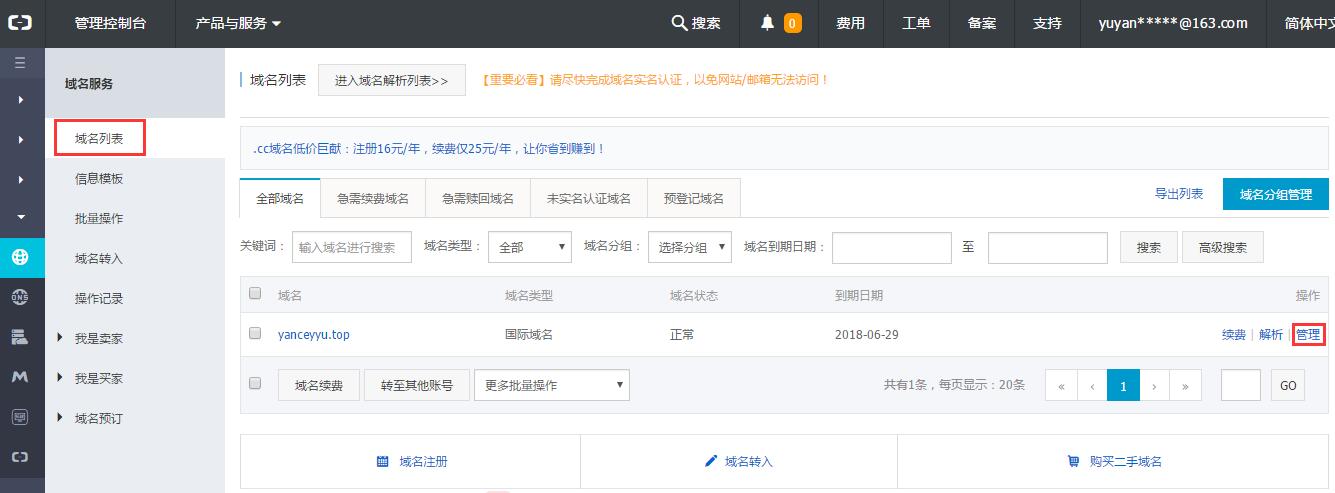 管理控制台 产品与服务 搜索 0 费用 工单 备案 支持 yuyan*****@163.com 简体中文
域名服务
域名列表
信息模板
批量操作
域名转入
操作记录
我是卖家
我是买家
域名预订
DNS
域名列表 进入域名解析列表>> 【重要必看】请尽快完成域名实名认证，以免网站/邮箱无法访问！
.cc域名低价巨献：注册16元/年，续费仅25元/年，让你省到赚到！
全部域名 急需续费域名 急需赎回域名 未实名认证域名 预登记域名 导出列表 域名分组管理
关键词： 输入域名进行搜索 域名类型： 全部 域名分组： 选择分组 域名到期日期： 至 搜索 高级搜索
域名 域名类型 域名状态 到期日期 操作
yanceyyu.top 国际域名 正常 2018-06-29 续费 | 解析 | 管理
域名续费 转至其他账号 更多批量操作 共有1条，每页显示：20条 « ‹ 1 › » GO
域名注册 域名转入 购买二手域名